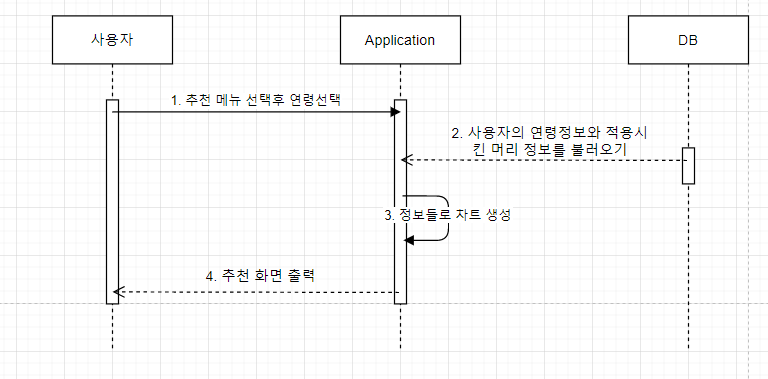 사용자
Application
DB
1. 추천 메뉴 선택후 연령선택
2. 사용자의 연령정보와 적용시
킨 머리 정보를 불러오기
3. 정보들로 차트 생성
4. 추천 화면 출력